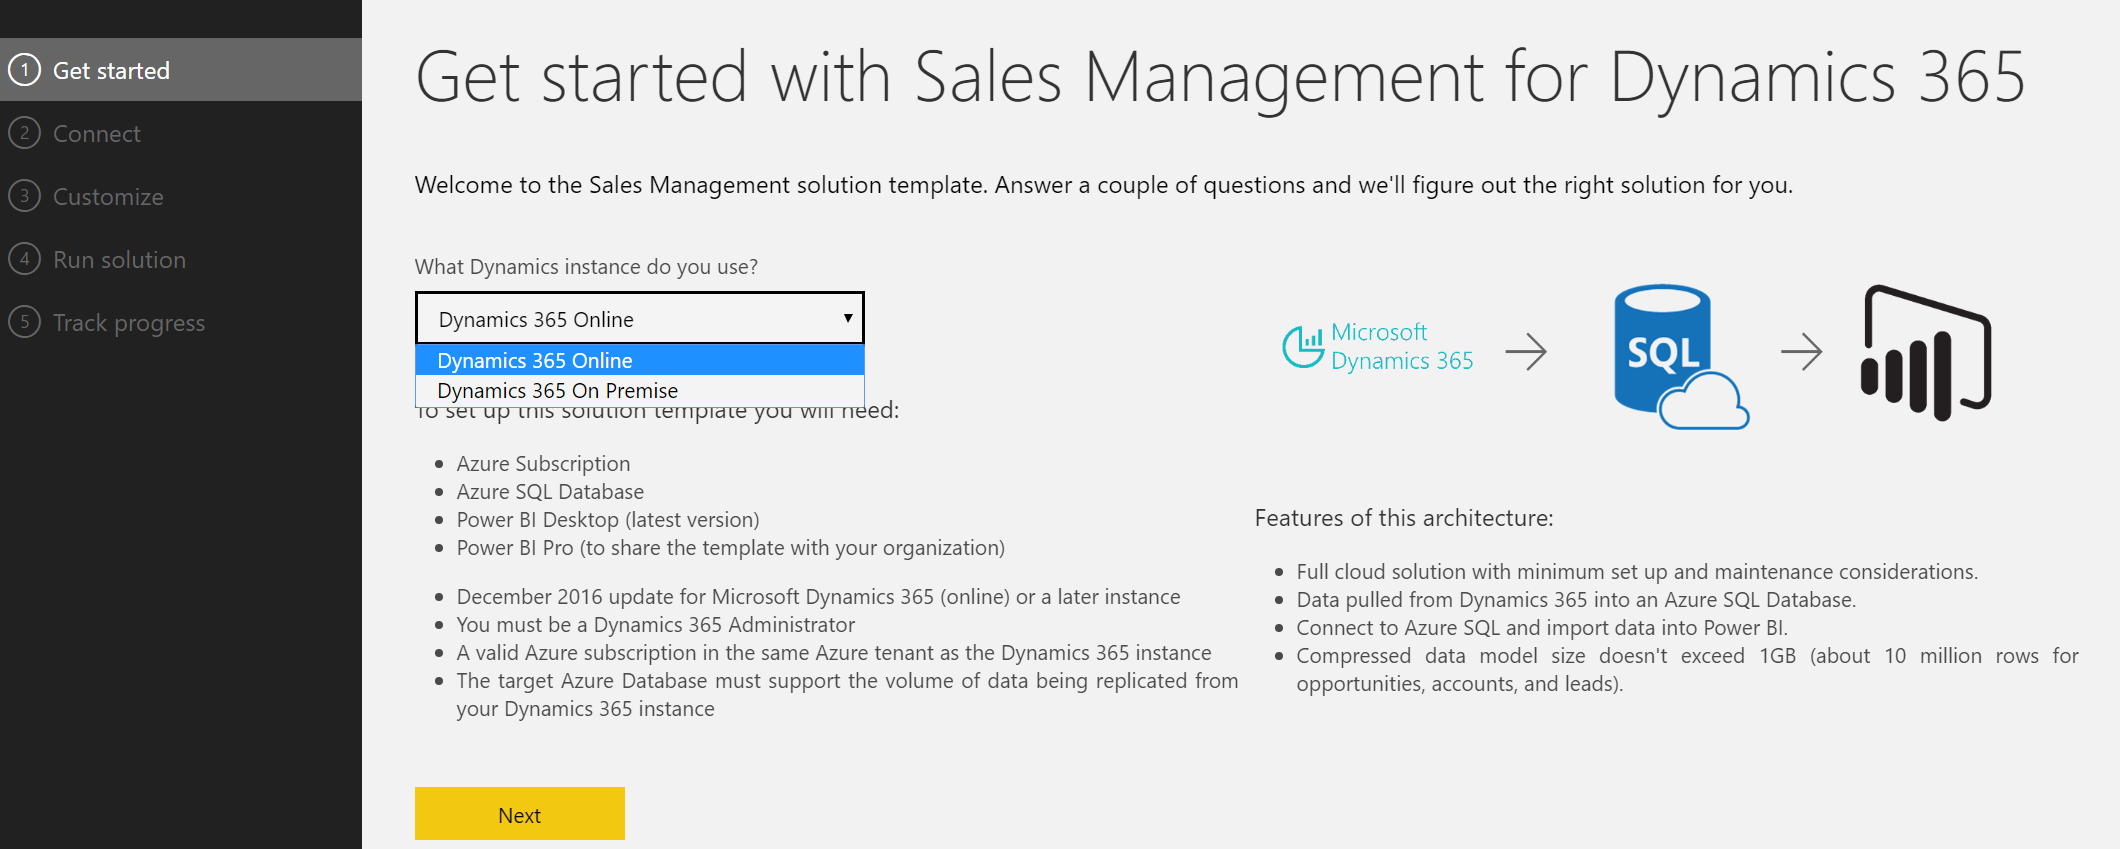 1 Get started
2 Connect
3 Customize
4 Run solution
5 Track progress
Get started with Sales Management for Dynamics 365
Welcome to the Sales Management solution template. Answer a couple of questions and we'll figure out the right solution for you.
What Dynamics instance do you use?
Dynamics 365 Online
Dynamics 365 Online
Dynamics 365 On Premise
To set up this solution template you will need:
Azure Subscription
Azure SQL Database
Power BI Desktop (latest version)
Power BI Pro (to share the template with your organization)
December 2016 update for Microsoft Dynamics 365 (online) or a later instance
You must be a Dynamics 365 Administrator
A valid Azure subscription in the same Azure tenant as the Dynamics 365 instance
The target Azure Database must support the volume of data being replicated from
your Dynamics 365 instance
Next
Microsoft
Dynamics 365
SQL
Features of this architecture:
Full cloud solution with minimum set up and maintenance considerations.
Data pulled from Dynamics 365 into an Azure SQL Database.
Connect to Azure SQL and import data into Power BI.
Compressed data model size doesn't exceed 1GB (about 10 million rows for
opportunities, accounts, and leads).